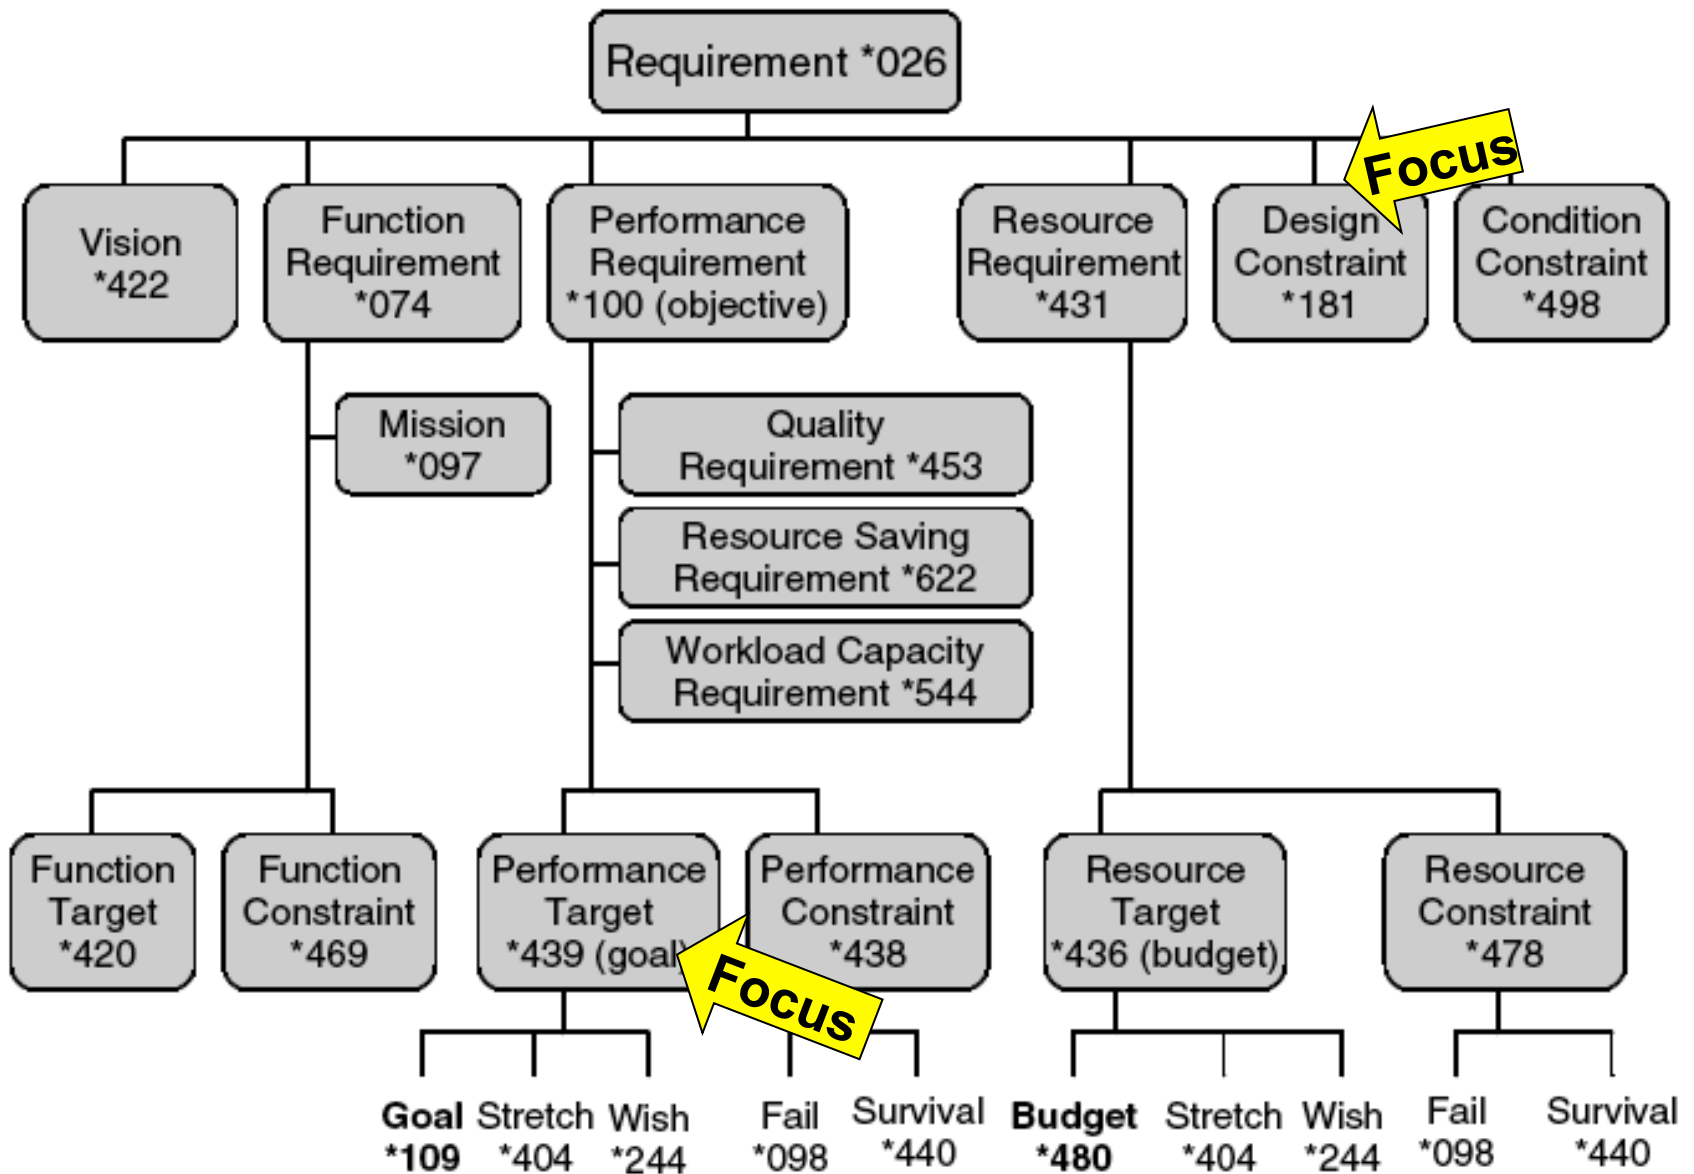 Requirement *026
Focus
Vision
*422
Function
Requirement
*074
Performance
Requirement
*100 (objective)
Resource
Requirement
*431
Design
Constraint
*181
Condition
Constraint
*498
Mission
*097
Quality
Requirement *453
Resource Saving
Requirement *622
Workload Capacity
Requirement *544
Function
Target
*420
Function
Constraint
*469
Performance
Target
*439 (goal)
Performance
Constraint
*438
Resource
Target
*436 (budget)
Resource
Constraint
*478
Focus
Goal
*109
Stretch
*404
Wish
*244
Fail
*098
Survival
*440
Budget
*480
Stretch
*404
Wish
*244
Fail
*098
Survival
*440